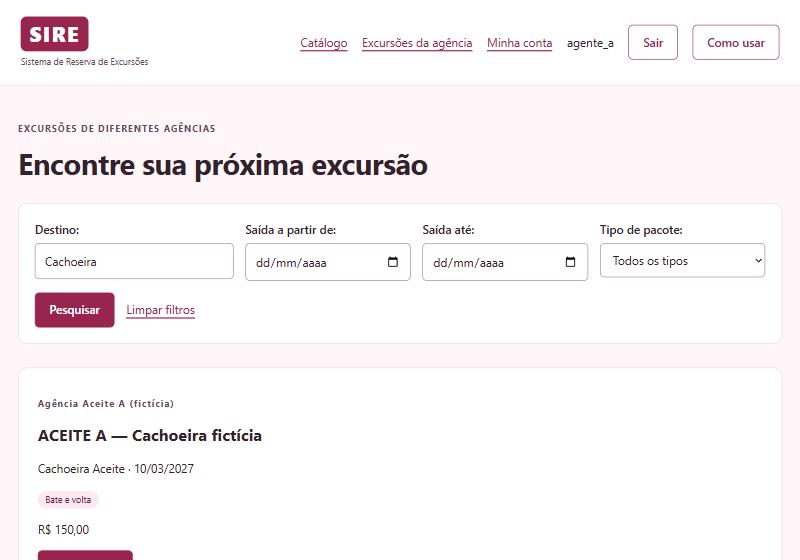 SIRE
Sistema de Reserva de Excursões
Catálogo Excursões da agência Minha conta agente_a Sair Como usar
EXCURSÕES DE DIFERENTES AGÊNCIAS
Encontre sua próxima excursão
Destino: Saída a partir de: Saída até: Tipo de pacote:
Cachoeira dd/mm/aaaa dd/mm/aaaa Todos os tipos
Pesquisar Limpar filtros
Agência Aceite A (fictícia)
ACEITE A — Cachoeira fictícia
Cachoeira Aceite · 10/03/2027
Bate e volta
R$ 150,00